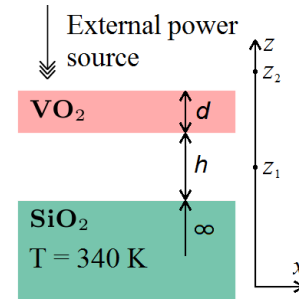 External power
source
z
z₂
VO₂
d
h
z₁
SiO₂
∞
T = 340 K
x